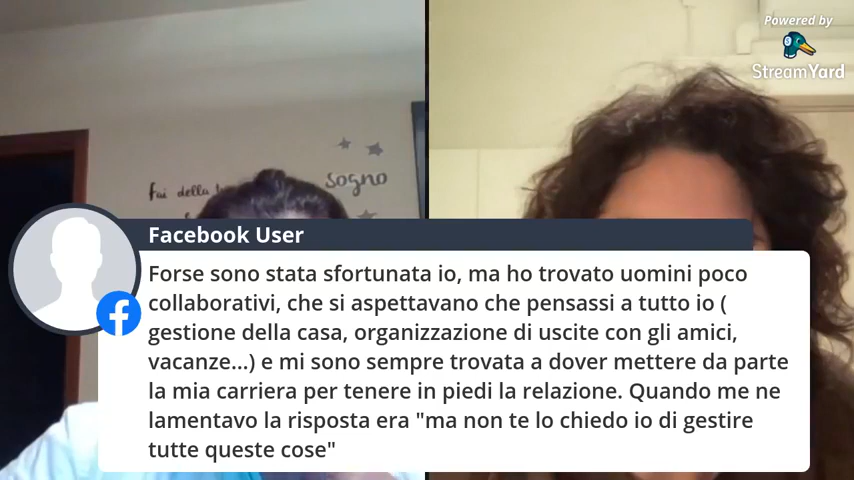 Powered by
StreamYard
fai della
sogno
Facebook User
Forse sono stata sfortunata io, ma ho trovato uomini poco
collaborativi, che si aspettavano che pensassi a tutto io (
gestione della casa, organizzazione di uscite con gli amici,
vacanze...) e mi sono sempre trovata a dover mettere da parte
la mia carriera per tenere in piedi la relazione. Quando me ne
lamentavo la risposta era "ma non te lo chiedo io di gestire
tutte queste cose"